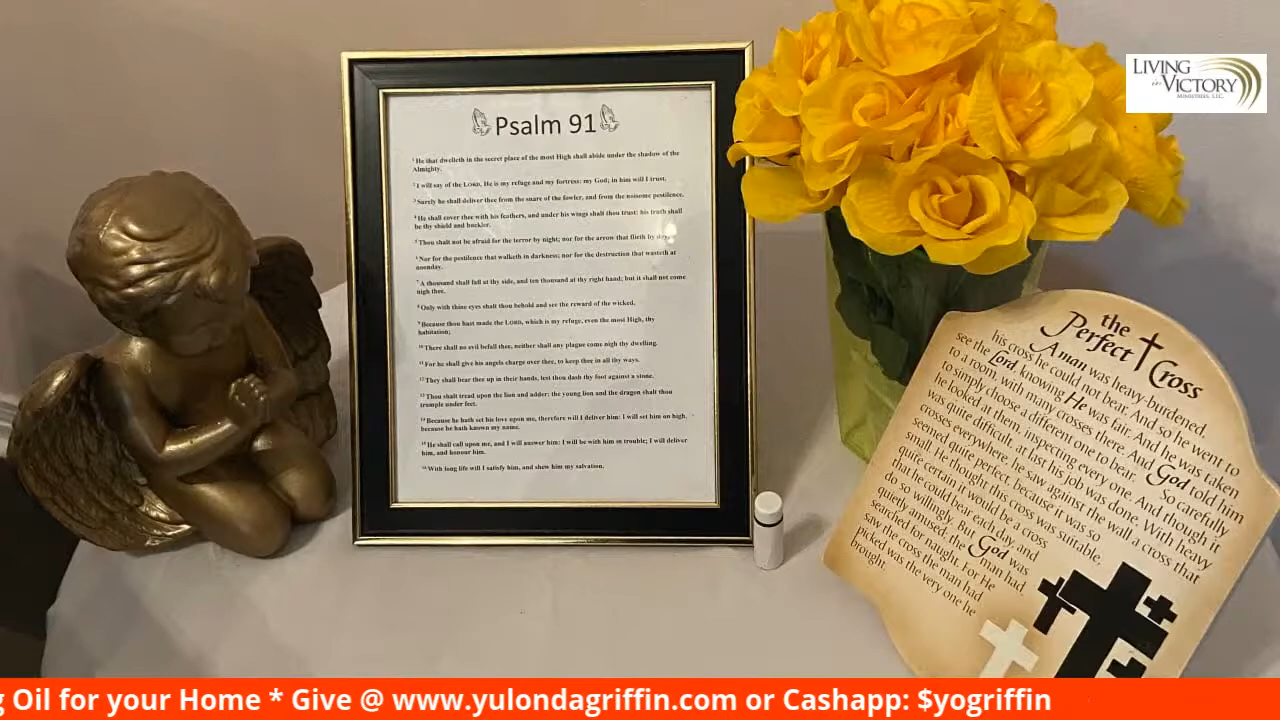 LIVING
in VICTORY
MINISTRIES, LLC.
Psalm 91
1 He that dwelleth in the secret place of the most High shall abide under the shadow of the
Almighty.
2 I will say of the LORD, He is my refuge and my fortress: my God; in him will I trust.
3 Surely he shall deliver thee from the snare of the fowler, and from the noisome pestilence.
4 He shall cover thee with his feathers, and under his wings shalt thou trust: his truth shall
be thy shield and buckler.
5 Thou shalt not be afraid for the terror by night; nor for the arrow that flieth by day;
6 Nor for the pestilence that walketh in darkness; nor for the destruction that wasteth at
noonday.
7 A thousand shall fall at thy side, and ten thousand at thy right hand; but it shall not come
nigh thee.
8 Only with thine eyes shalt thou behold and see the reward of the wicked.
9 Because thou hast made the LORD, which is my refuge, even the most High, thy
habitation;
10 There shall no evil befall thee, neither shall any plague come nigh thy dwelling.
11 For he shall give his angels charge over thee, to keep thee in all thy ways.
12 They shall bear thee up in their hands, lest thou dash thy foot against a stone.
13 Thou shalt tread upon the lion and adder: the young lion and the dragon shalt thou
trample under feet.
14 Because he hath set his love upon me, therefore will I deliver him: I will set him on high,
because he hath known my name.
15 He shall call upon me, and I will answer him: I will be with him in trouble; I will deliver
him, and honour him.
16 With long life will I satisfy him, and shew him my salvation.
the
Perfect Cross
A man was heavy-burdened,
his cross he could not bear. And so he went to
see the Lord knowing He was fair. And he was taken
to a room, with many crosses there. And God told him
to simply choose a different one to bear. So carefully
he looked at them, inspecting every one. And though it
was quite difficult, at last his job was done. With heavy
crosses everywhere, he saw against the wall a cross that
seemed quite perfect, because it was so
small. He thought this cross was suitable,
quite certain it would be a cross
that he could bear each day, and
do so willingly. But God was
quietly amused: the man had
searched for naught. For He
saw the cross the man had
picked was the very one he
brought.
g Oil for your Home * Give @ www.yulondagriffin.com or Cashapp: $yogriffin